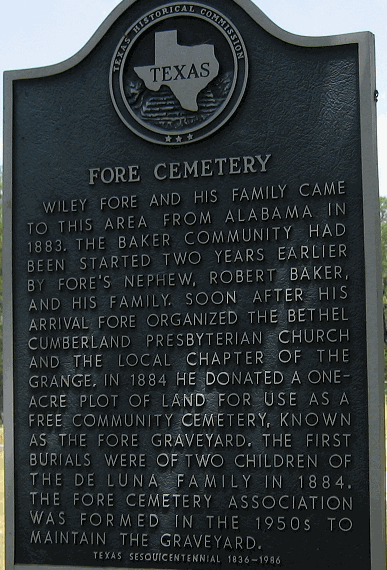 TEXAS HISTORICAL COMMISSION
TEXAS
FORE CEMETERY
WILEY FORE AND HIS FAMILY CAME
TO THIS AREA FROM ALABAMA IN
1883. THE BAKER COMMUNITY HAD
BEEN STARTED TWO YEARS EARLIER
BY FORE'S NEPHEW, ROBERT BAKER,
AND HIS FAMILY. SOON AFTER HIS
ARRIVAL FORE ORGANIZED THE BETHEL
CUMBERLAND PRESBYTERIAN CHURCH
AND THE LOCAL CHAPTER OF THE
GRANGE. IN 1884 HE DONATED A ONE-
ACRE PLOT OF LAND FOR USE AS A
FREE COMMUNITY CEMETERY, KNOWN
AS THE FORE GRAVEYARD. THE FIRST
BURIALS WERE OF TWO CHILDREN OF
THE DE LUNA FAMILY IN 1884.
THE FORE CEMETERY ASSOCIATION
WAS FORMED IN THE 1950s TO
MAINTAIN THE GRAVEYARD.
TEXAS SESQUICENTENNIAL 1836-1986